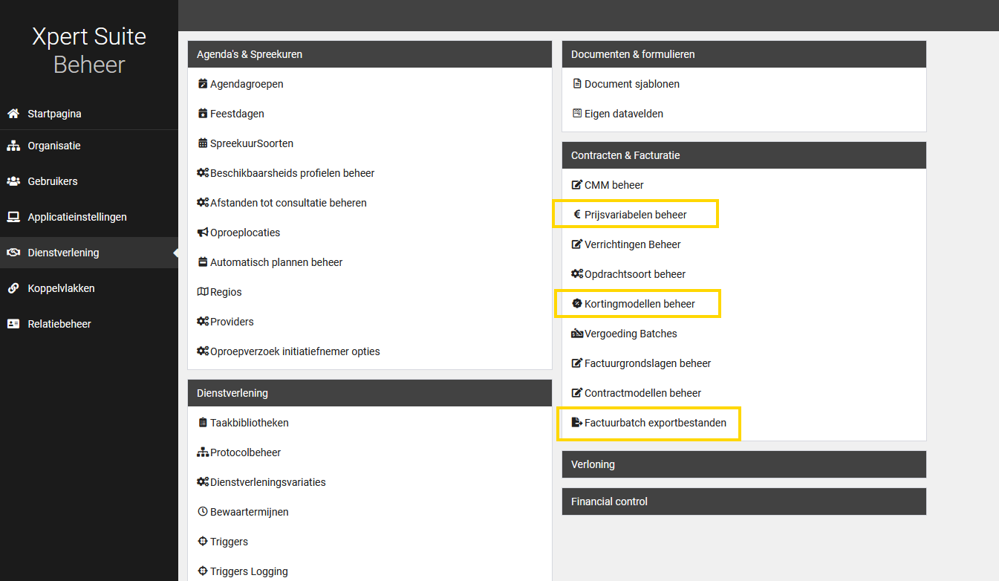 Xpert Suite
Beheer
Startpagina
Organisatie
Gebruikers
Applicatieinstellingen
Dienstverlening
Koppelvlakken
Relatiebeheer
Agenda's & Spreekuren
Agendagroepen
Feestdagen
SpreekuurSoorten
Beschikbaarsheids profielen beheer
Afstanden tot consultatie beheren
Oproeplocaties
Automatisch plannen beheer
Regios
Providers
Oproepverzoek initiatiefnemer opties
Dienstverlening
Taakbibliotheken
Protocolbeheer
Dienstverleningsvariaties
Bewaartermijnen
Triggers
Triggers Logging
Documenten & formulieren
Document sjablonen
Eigen datavelden
Contracten & Facturatie
CMM beheer
Prijsvariabelen beheer
Verrichtingen Beheer
Opdrachtsoort beheer
Kortingmodellen beheer
Vergoeding Batches
Factuurgrondslagen beheer
Contractmodellen beheer
Factuurbatch exportbestanden
Verloning
Financial control